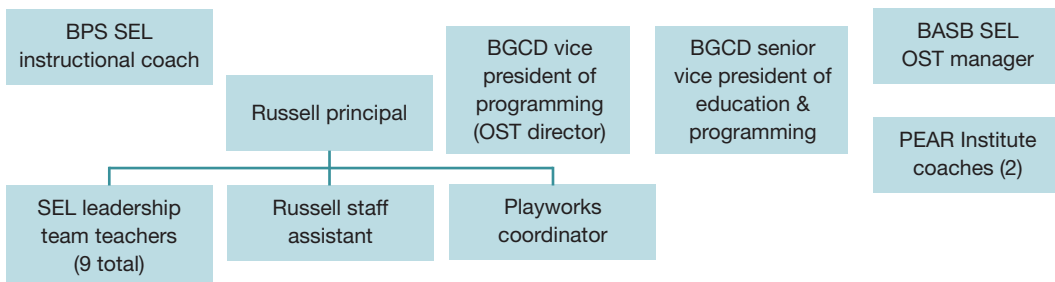 BPS SEL
instructional coach
Russell principal
BGCD vice
president of
programming
(OST director)
BGCD senior
vice president of
education &
programming
BASB SEL
OST manager
PEAR Institute
coaches (2)
SEL leadership
team teachers
(9 total)
Russell staff
assistant
Playworks
coordinator